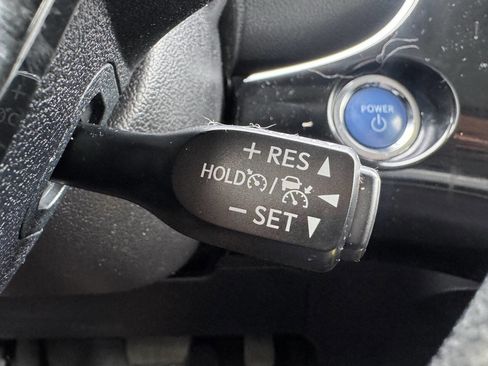 POWER
+ RES ▲
HOLD /
− SET ▼